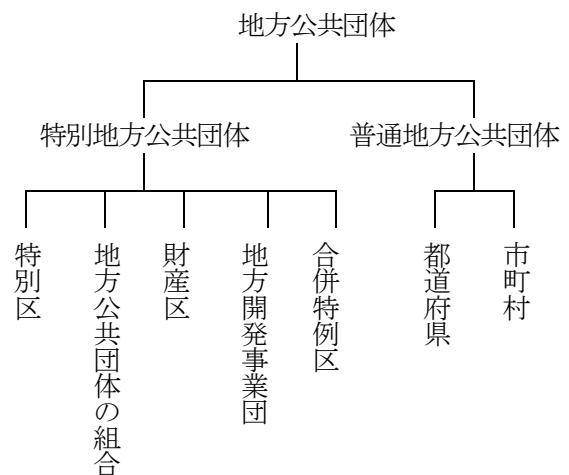 地方公共団体
特別地方公共団体
普通地方公共団体
特別区
地方公共団体の組合
財産区
地方開発事業団
合併特例区
都道府県
市町村